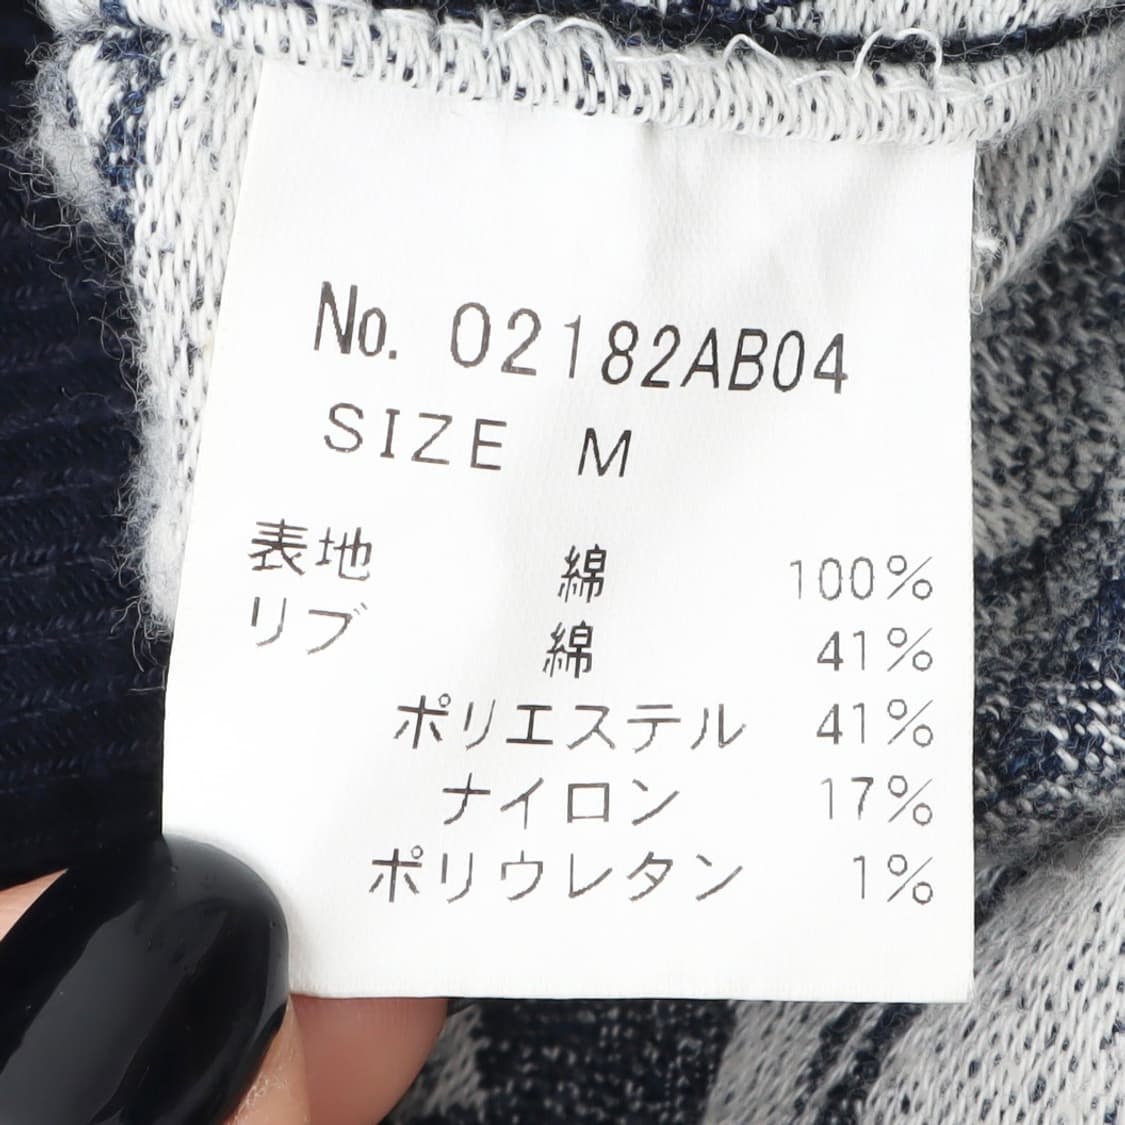 No. 02182AB04
SIZE M
表地 綿 100%
リブ 綿 41%
ポリエステル 41%
ナイロン 17%
ポリウレタン 1%